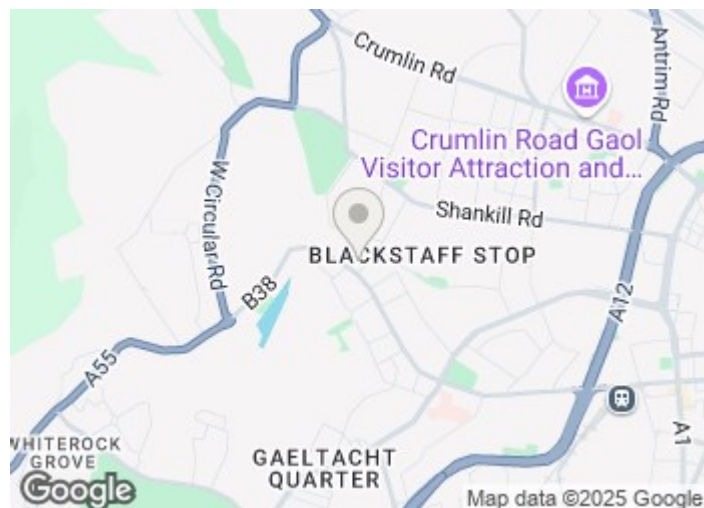 Crumlin Rd
Antrim Rd
Crumlin Road Gaol
Visitor Attraction and...
W Circular Rd
Shankill Rd
BLACKSTAFF STOP
B38
A12
A55
WHITEROCK
GROVE
GAELTACHT
QUARTER
A1
Google
Map data ©2025 Google